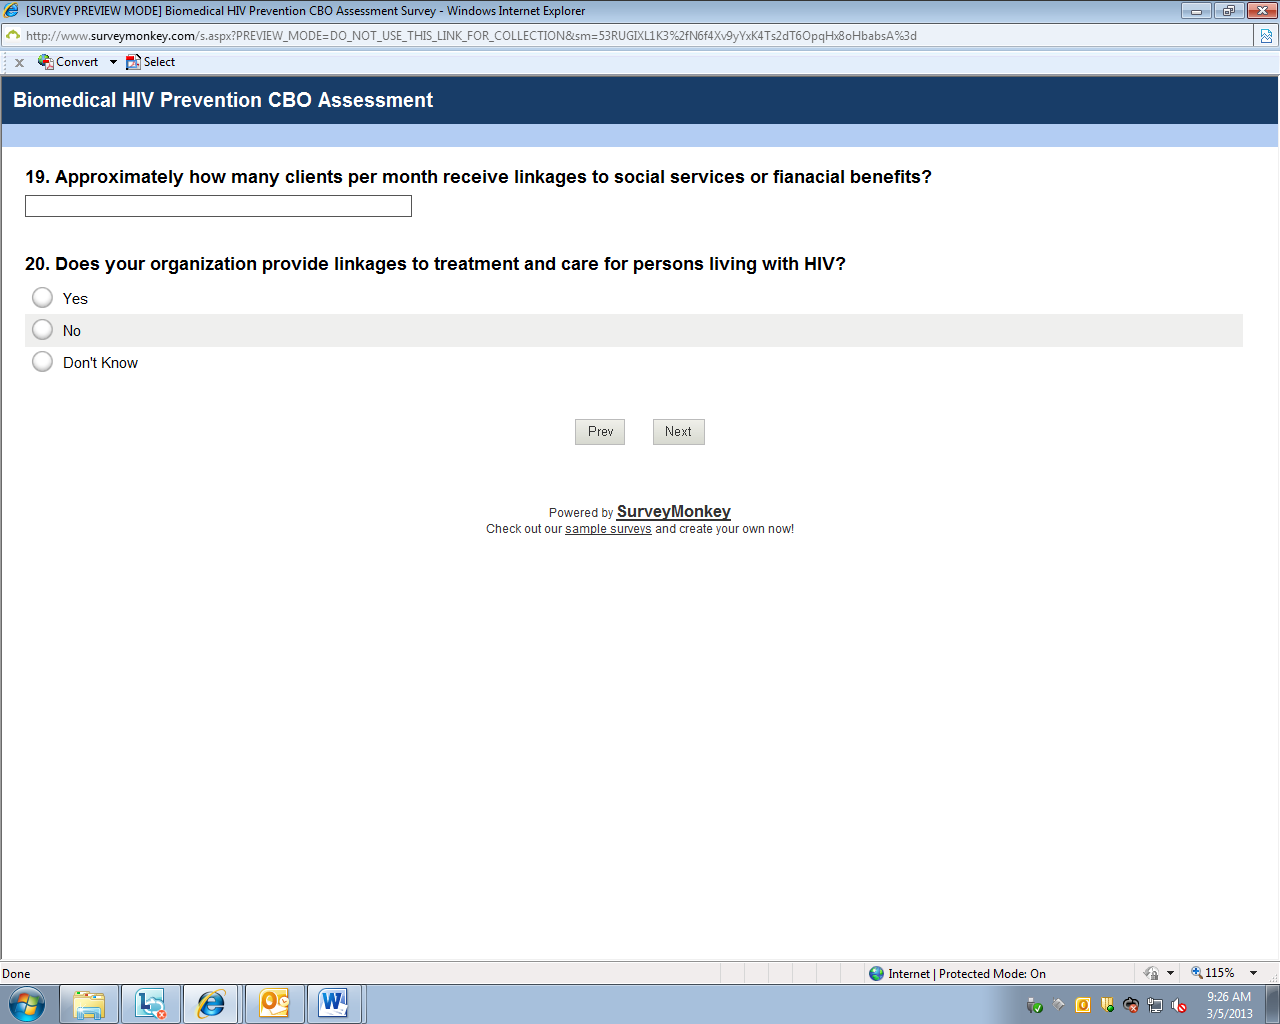 [SURVEY PREVIEW MODE] Biomedical HIV Prevention CBO Assessment Survey - Windows Internet Explorer
http://www.surveymonkey.com/s.aspx?PREVIEW_MODE=DO_NOT_USE_THIS_LINK_FOR_COLLECTION&sm=53RUGIXL1K3%2fN6f4Xv9yYxK4Ts2dT6OpqHx8oHbabsA%3d
x Convert Select
Biomedical HIV Prevention CBO Assessment
19. Approximately how many clients per month receive linkages to social services or fianacial benefits?
20. Does your organization provide linkages to treatment and care for persons living with HIV?
Yes
No
Don't Know
Prev Next
Powered by SurveyMonkey
Check out our sample surveys and create your own now!
Done Internet | Protected Mode: On 115%
9:26 AM
3/5/2013